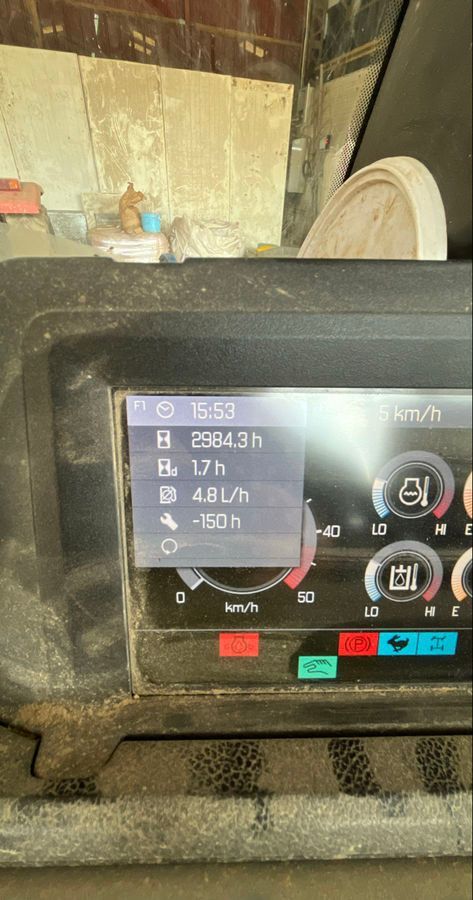 F1 15:53
5 km/h
2984.3 h
d 1.7 h
4.8 L/h
-150 h
40
LO HI E
0 50
km/h
LO HI E
P